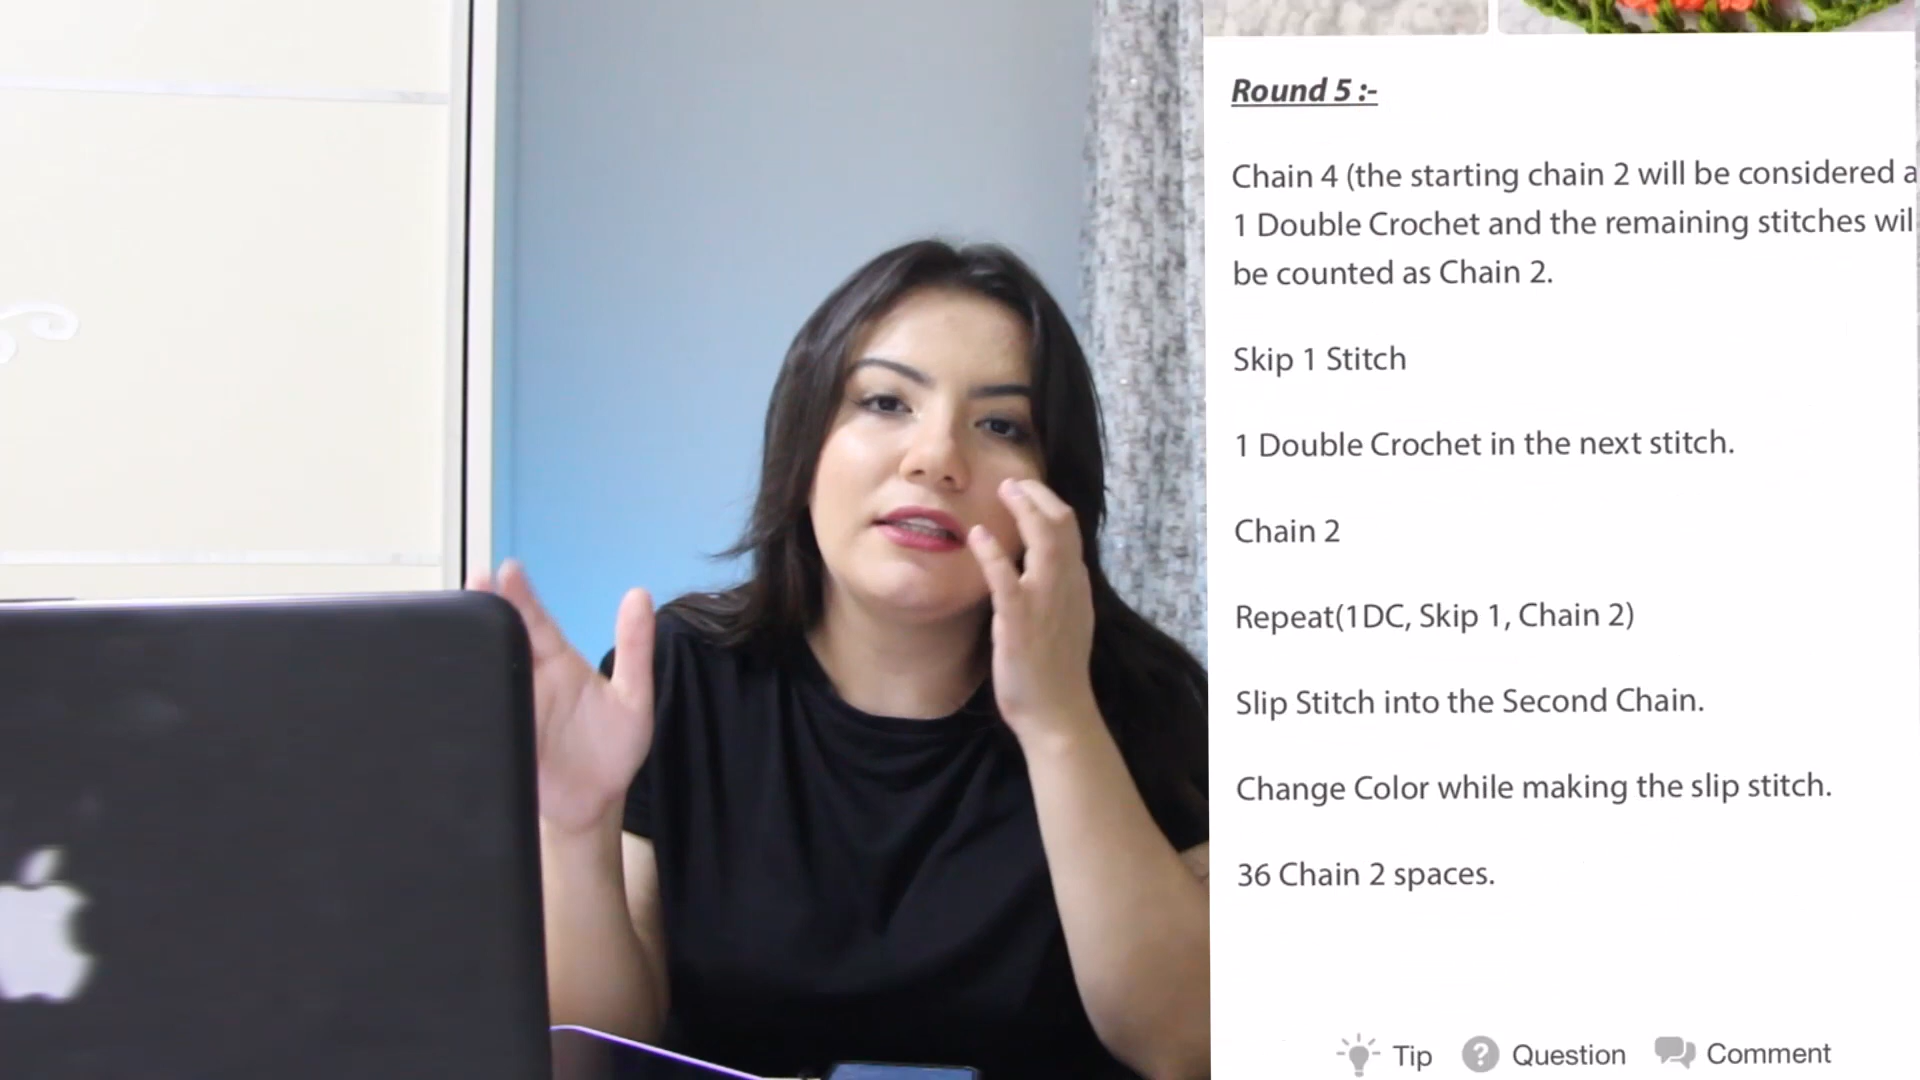 Round 5 :-
Chain 4 (the starting chain 2 will be considered a
1 Double Crochet and the remaining stitches wil
be counted as Chain 2.
Skip 1 Stitch
1 Double Crochet in the next stitch.
Chain 2
Repeat(1DC, Skip 1, Chain 2)
Slip Stitch into the Second Chain.
Change Color while making the slip stitch.
36 Chain 2 spaces.
Tip Question Comment